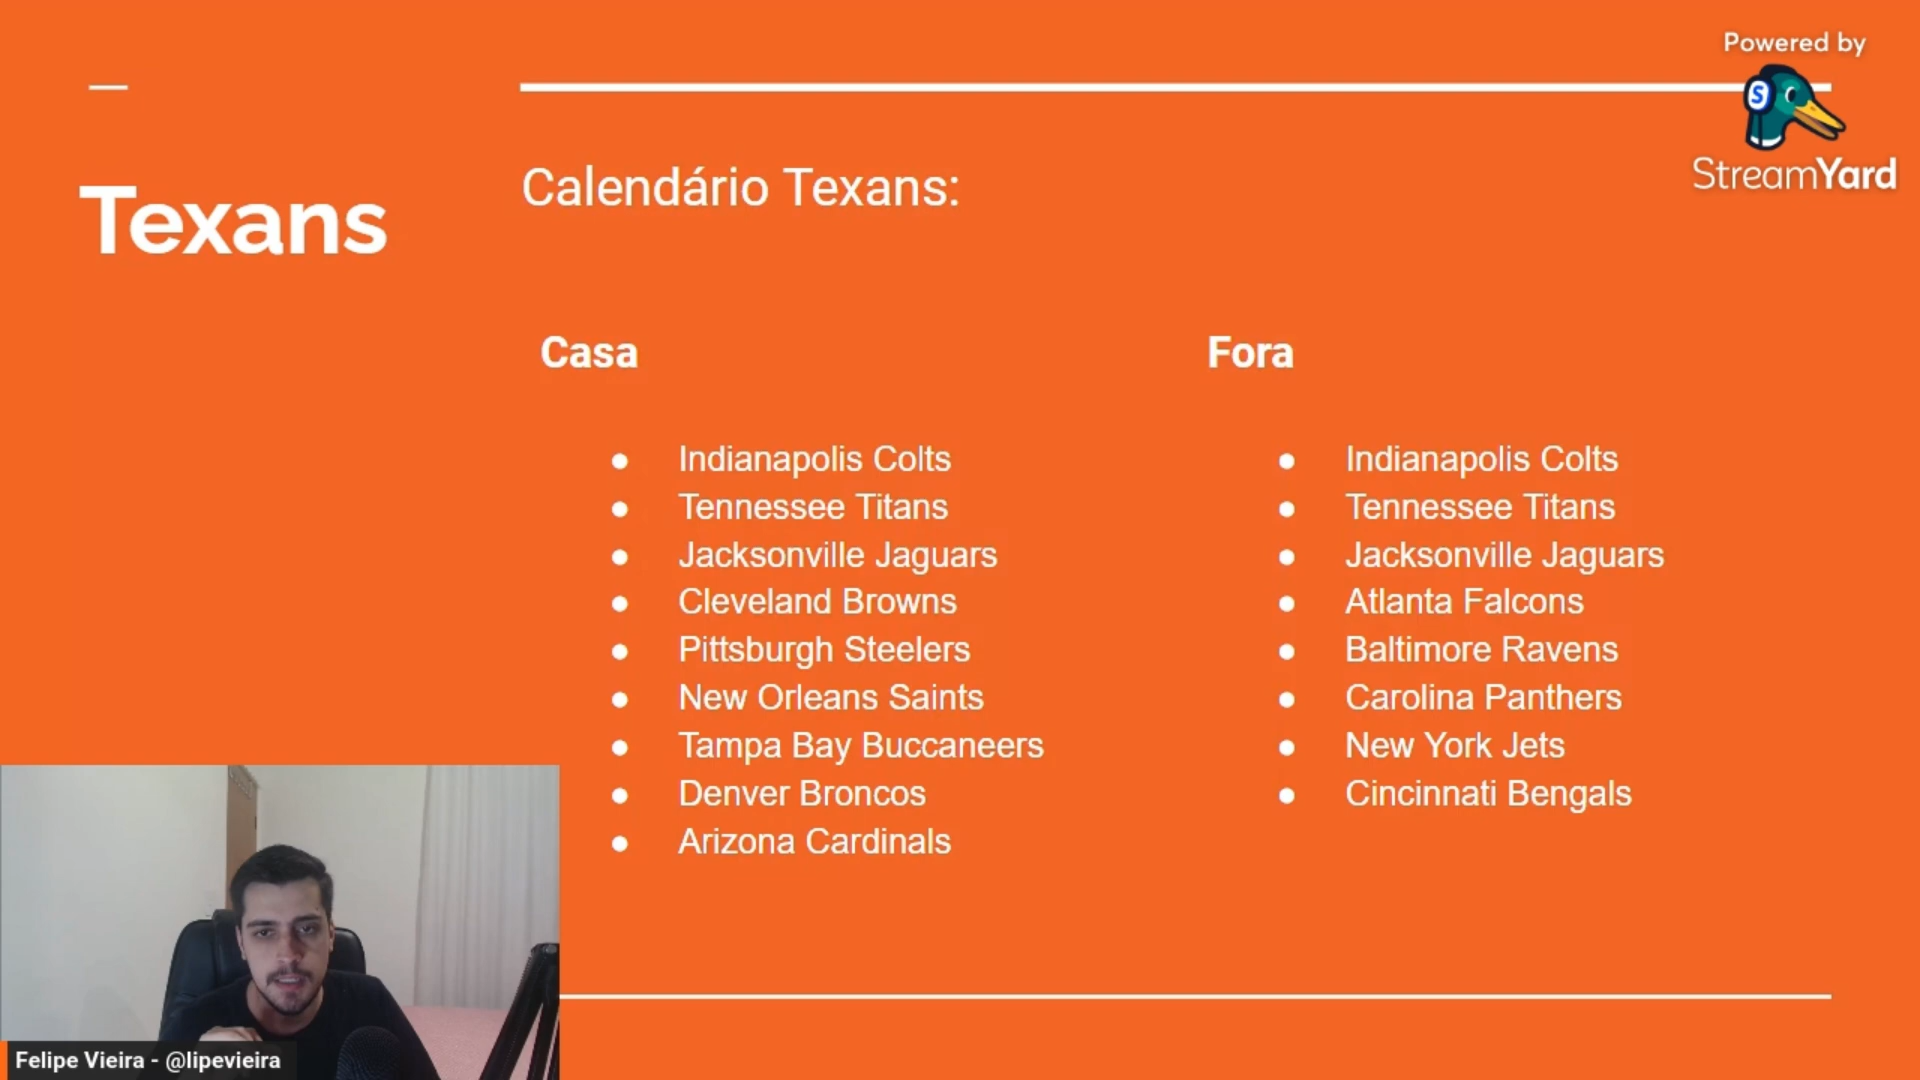 Powered by
StreamYard
Texans
Calendário Texans:
Casa
Indianapolis Colts
Tennessee Titans
Jacksonville Jaguars
Cleveland Browns
Pittsburgh Steelers
New Orleans Saints
Tampa Bay Buccaneers
Denver Broncos
Arizona Cardinals
Fora
Indianapolis Colts
Tennessee Titans
Jacksonville Jaguars
Atlanta Falcons
Baltimore Ravens
Carolina Panthers
New York Jets
Cincinnati Bengals
Felipe Vieira - @lipevieira